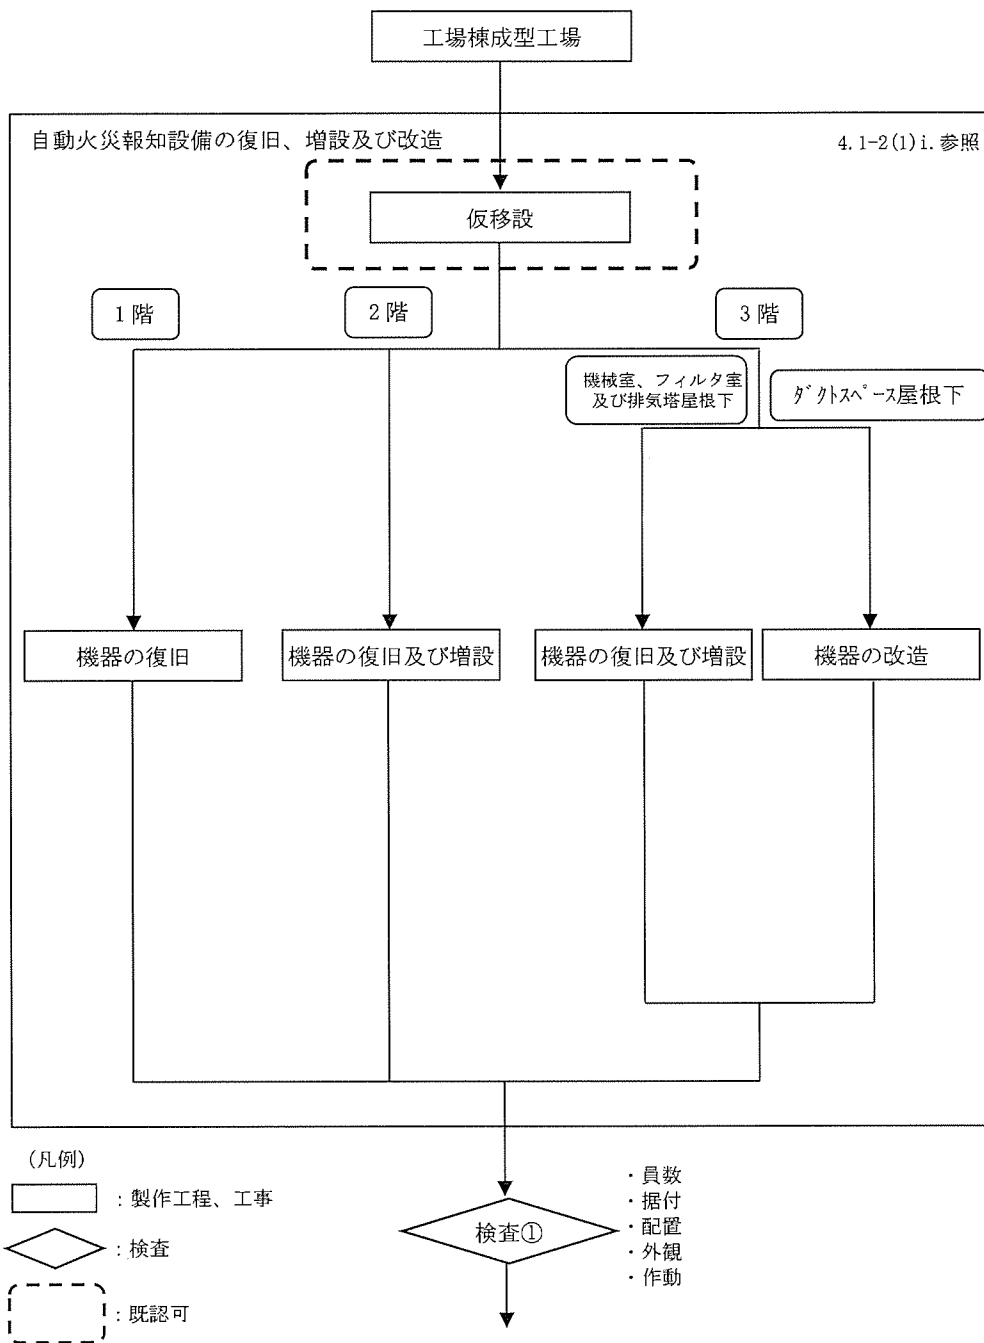 工場棟成型工場
自動火災報知設備の復旧、増設及び改造
4.1-2(1)i.参照
仮移設
1階
2階
3階
機械室、フィルタ室
及び排気塔屋根下
ダクトスペース屋根下
機器の復旧
機器の復旧及び増設
機器の復旧及び増設
機器の改造
(凡例)
：製作工程、工事
：検査
：既認可
検査①
・員数
・据付
・配置
・外観
・作動